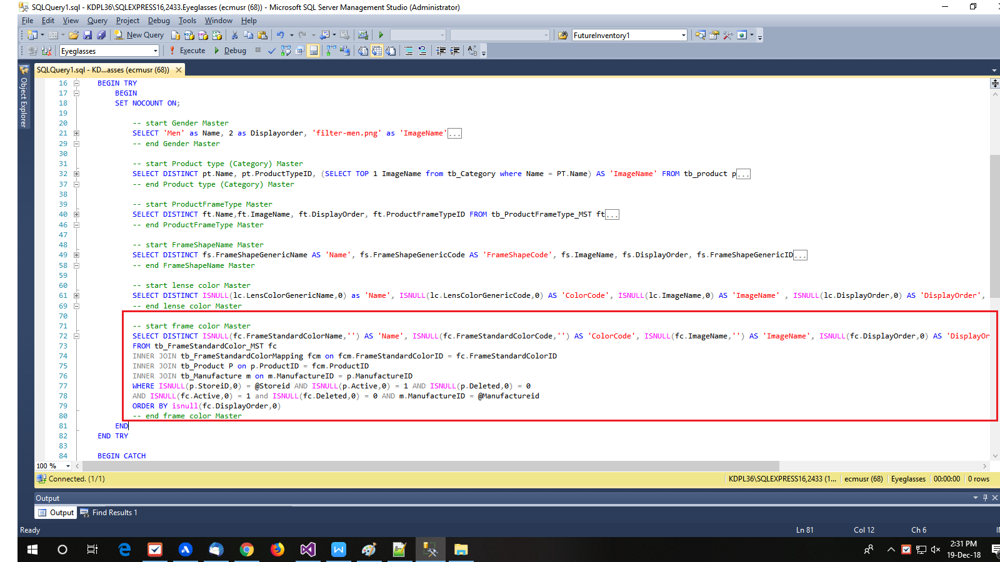 SQLQuery1.sql - KDPL36\SQLEXPRESS16,2433.Eyeglasses (ecmusr (68)) - Microsoft SQL Server Management Studio (Administrator)
File Edit View Query Project Debug Tools Window Help
New Query FutureInventory1
Eyeglasses Execute Debug
SQLQuery1.sql - KD...asses (ecmusr (68))
Object Explorer
16 BEGIN TRY
17 BEGIN
18 SET NOCOUNT ON;
19
20 -- start Gender Master
21 SELECT 'Men' as Name, 2 as Displayorder, 'filter-men.png' as 'ImageName'...
29 -- end Gender Master
30
31 -- start Product type (Category) Master
32 SELECT DISTINCT pt.Name, pt.ProductTypeID, (SELECT TOP 1 ImageName from tb_Category where Name = PT.Name) AS 'ImageName' FROM tb_product p...
37 -- end Product type (Category) Master
38
39 -- start ProductFrameType Master
40 SELECT DISTINCT ft.Name,ft.ImageName, ft.DisplayOrder, ft.ProductFrameTypeID FROM tb_ProductFrameType_MST ft...
46 -- end ProductFrameType Master
47
48 -- start FrameShapeName Master
49 SELECT DISTINCT fs.FrameShapeGenericName AS 'Name', fs.FrameShapeGenericCode AS 'FrameShapeCode', fs.ImageName, fs.DisplayOrder, fs.FrameShapeGenericID...
58 -- end FrameShapeName Master
59
60 -- start lense color Master
61 SELECT DISTINCT ISNULL(lc.LensColorGenericName,0) as 'Name', ISNULL(lc.LensColorGenericCode,0) AS 'ColorCode', ISNULL(lc.ImageName,0) AS 'ImageName' , ISNULL(lc.DisplayOrder,0) AS 'DisplayOrder',
69 -- end lense color Master
70
71 -- start frame color Master
72 SELECT DISTINCT ISNULL(fc.FrameStandardColorName,'') AS 'Name', ISNULL(fc.FrameStandardColorCode,'') AS 'ColorCode', ISNULL(fc.ImageName,'') AS 'ImageName', ISNULL(fc.DisplayOrder,0) AS 'DisplayOr
73 FROM tb_FrameStandardColor_MST fc
74 INNER JOIN tb_FrameStandardColorMapping fcm on fcm.FrameStandardColorID = fc.FrameStandardColorID
75 INNER JOIN tb_Product P on p.ProductID = fcm.ProductID
76 INNER JOIN tb_Manufacture m on m.ManufactureID = p.ManufactureID
77 WHERE ISNULL(p.StoreiD,0) = @Storeid AND ISNULL(p.Active,0) = 1 AND ISNULL(p.Deleted,0) = 0
78 AND ISNULL(fc.Active,0) = 1 and ISNULL(fc.Deleted,0) = 0 AND m.ManufactureID = @Manufactureid
79 ORDER BY isnull(fc.DisplayOrder,0)
80 -- end frame color Master
81 END
82 END TRY
83
84 BEGIN CATCH
100 %
Connected. (1/1) KDPL36\SQLEXPRESS16,2433 (1... ecmusr (68) Eyeglasses 00:00:00 0 rows
Output
Output Find Results 1
Ready Ln 81 Col 12 Ch 6
2:31 PM
19-Dec-18